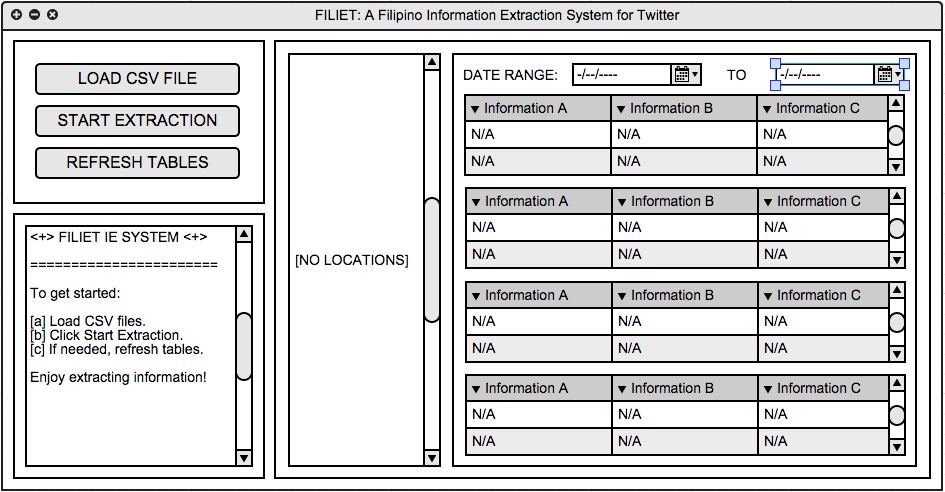 FILIET: A Filipino Information Extraction System for Twitter
LOAD CSV FILE
START EXTRACTION
REFRESH TABLES
<+> FILIET IE SYSTEM <+>
=======================
To get started:
[a] Load CSV files.
[b] Click Start Extraction.
[c] If needed, refresh tables.
Enjoy extracting information!
[NO LOCATIONS]
DATE RANGE: -/--/---- TO -/--/----
Information A Information B Information C
N/A N/A N/A
N/A N/A N/A
Information A Information B Information C
N/A N/A N/A
N/A N/A N/A
Information A Information B Information C
N/A N/A N/A
N/A N/A N/A
Information A Information B Information C
N/A N/A N/A
N/A N/A N/A